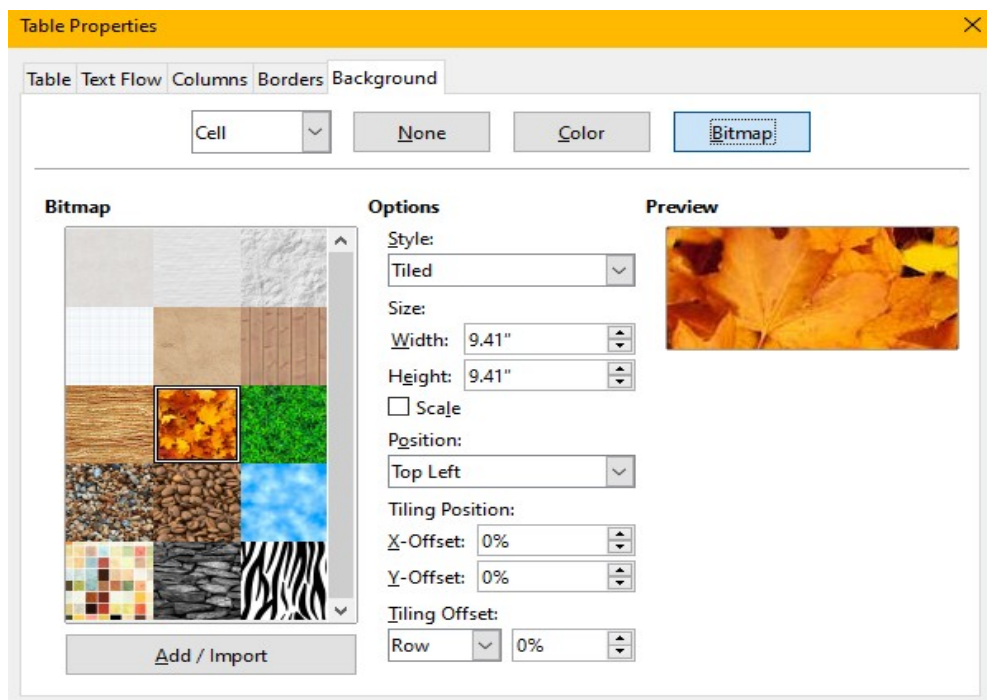 Table Properties
Table Text Flow Columns Borders Background
Cell None Color Bitmap
Bitmap
Options
Preview
Style:
Tiled
Size:
Width: 9.41"
Height: 9.41"
Scale
Position:
Top Left
Tiling Position:
X-Offset: 0%
Y-Offset: 0%
Tiling Offset:
Row 0%
Add / Import